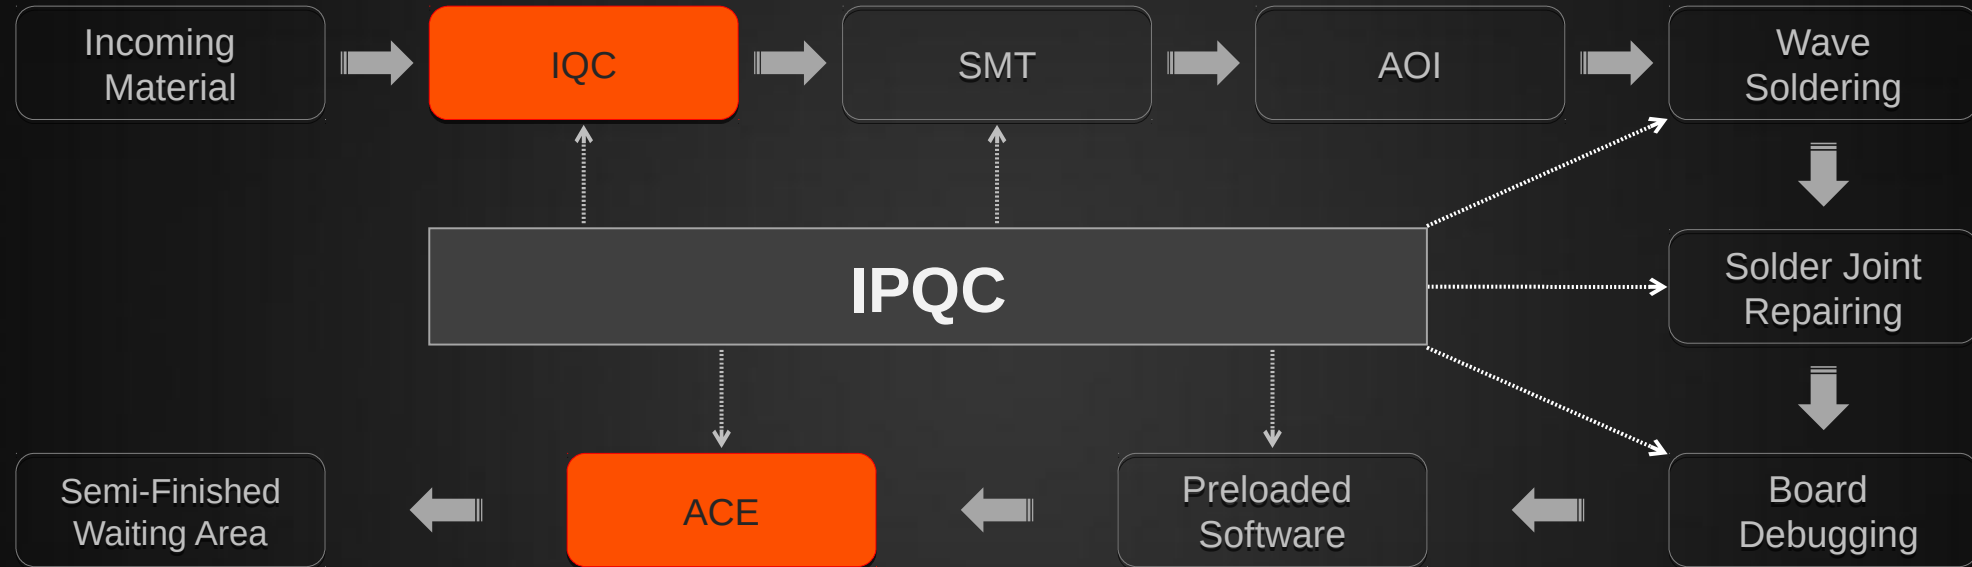 Incoming
Material
IQC
SMT
AOI
Wave
Soldering
IPQC
Solder Joint
Repairing
Semi-Finished
Waiting Area
ACE
Preloaded
Software
Board
Debugging